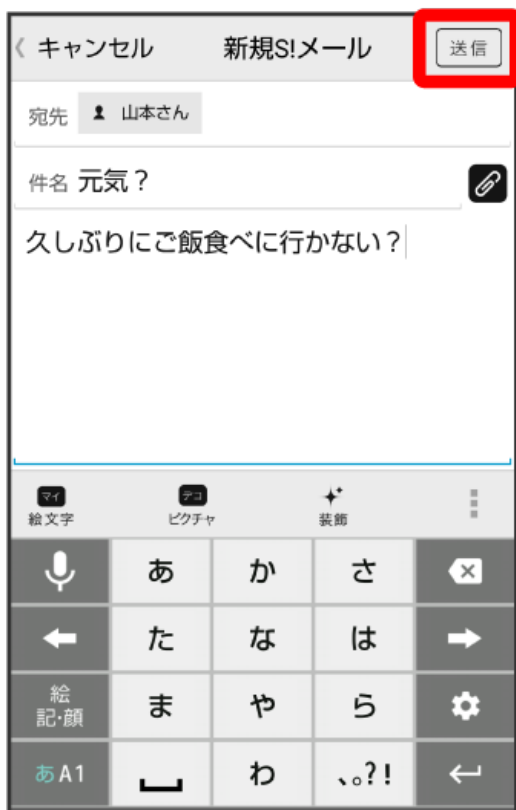 キャンセル 新規S!メール 送信
宛先 山本さん
件名 元気？
久しぶりにご飯食べに行かない？
マイ デコ
絵文字 ピクチャ 装飾
あ か さ
た な は
絵
記・顔 ま や ら
あA1 わ 、。?!